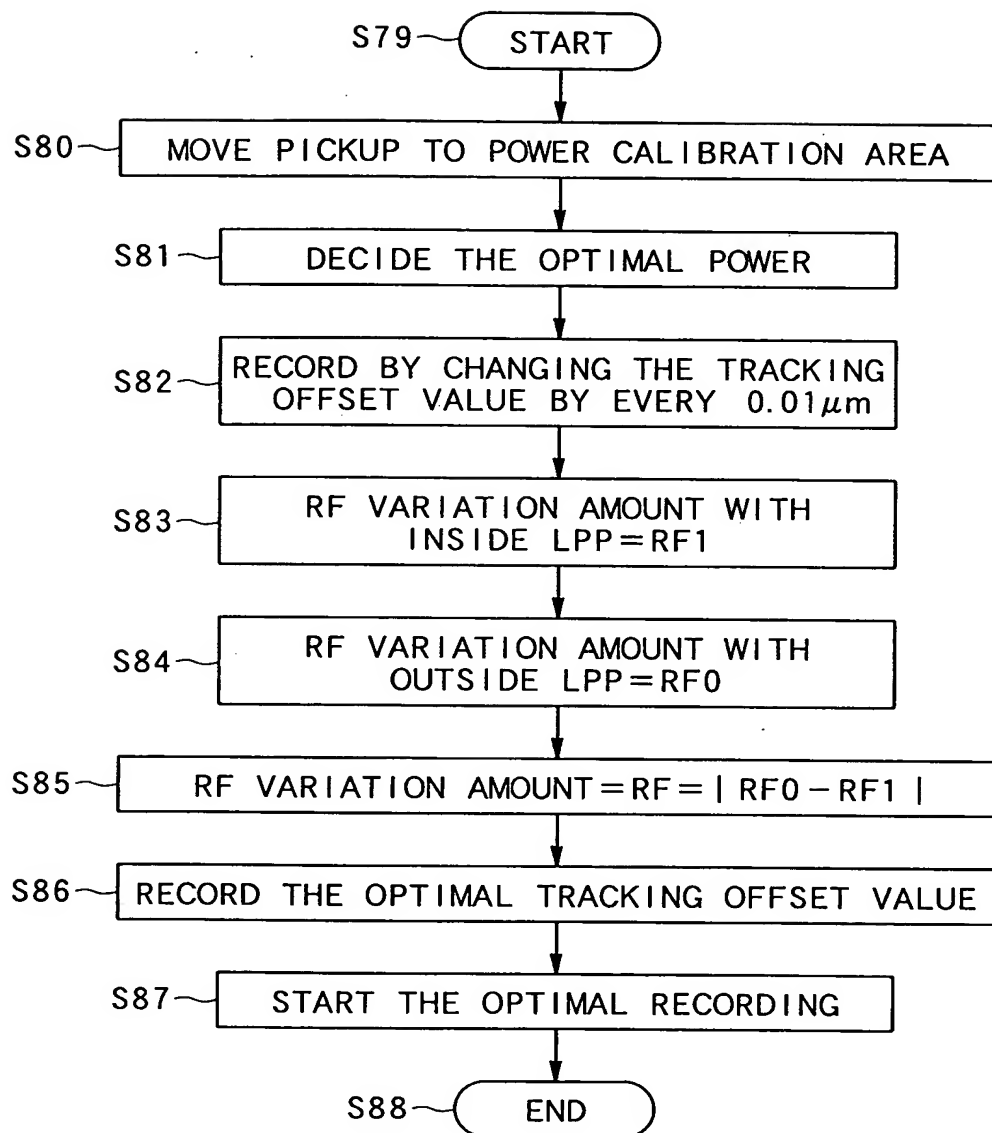 S79 START
S80 MOVE PICKUP TO POWER CALIBRATION AREA
S81 DECIDE THE OPTIMAL POWER
S82 RECORD BY CHANGING THE TRACKING
OFFSET VALUE BY EVERY 0.01μm
S83 RF VARIATION AMOUNT WITH
INSIDE LPP=RF1
S84 RF VARIATION AMOUNT WITH
OUTSIDE LPP=RF0
S85 RF VARIATION AMOUNT=RF=| RF0-RF1 |
S86 RECORD THE OPTIMAL TRACKING OFFSET VALUE
S87 START THE OPTIMAL RECORDING
S88 END